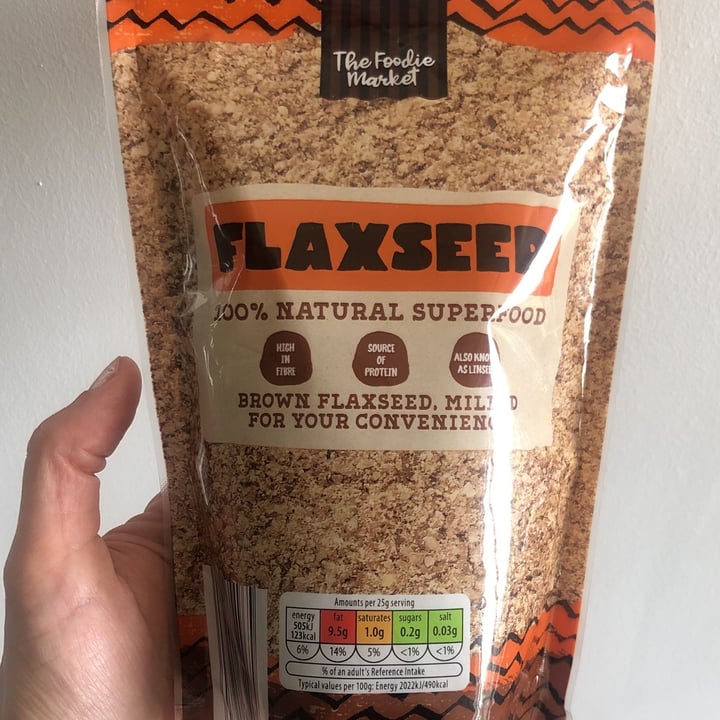 The Foodie
Market
FLAXSEED
100% NATURAL SUPERFOOD
HIGH
IN
FIBRE
SOURCE
OF
PROTEIN
ALSO KNOWN
AS LINSEED
BROWN FLAXSEED, MILLED
FOR YOUR CONVENIENCE
Amounts per 25g serving
energy 505kJ 123kcal 6%
fat 9.5g 14%
saturates 1.0g 5%
sugars 0.2g <1%
salt 0.03g <1%
% of an adult's Reference Intake
Typical values per 100g: Energy 2022kJ/490kcal